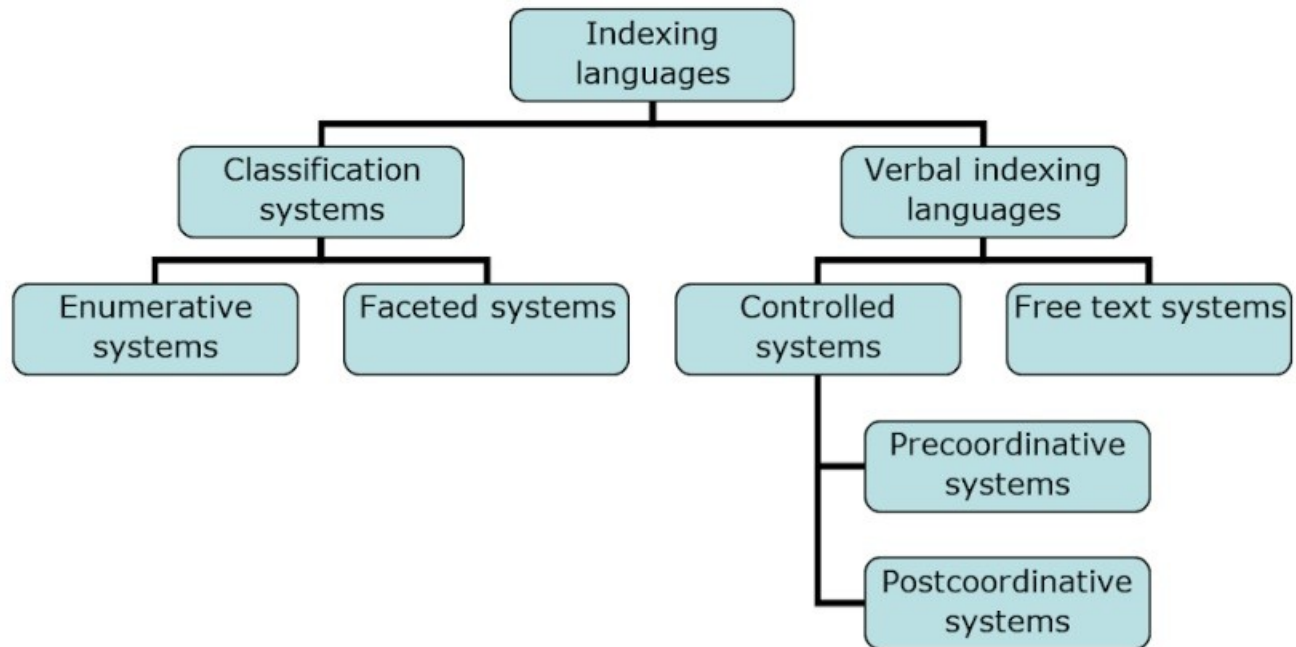 Indexing
languages
Classification
systems
Verbal indexing
languages
Enumerative
systems
Faceted systems
Controlled
systems
Free text systems
Precoordinative
systems
Postcoordinative
systems